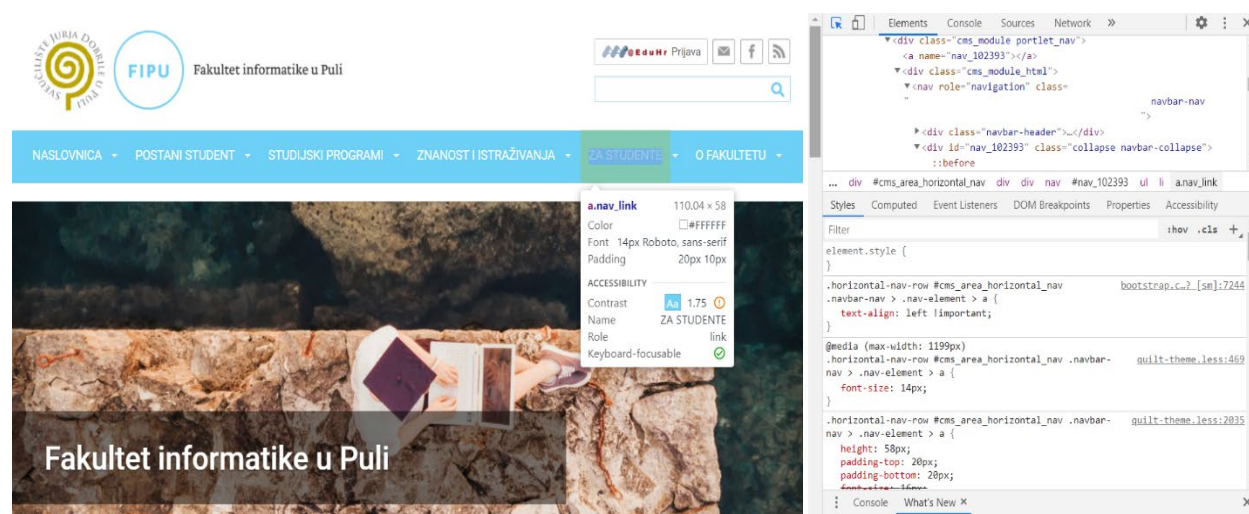 SVEUČILIŠTE JURJA DOBRILE U PULI
FIPU
Fakultet informatike u Puli
@EduHr Prijava
NASLOVNICA
POSTANI STUDENT
STUDIJSKI PROGRAMI
ZNANOST I ISTRAŽIVANJA
ZA STUDENTE
O FAKULTETU
a.nav_link 110.04 × 58
Color #FFFFFF
Font 14px Roboto, sans-serif
Padding 20px 10px
ACCESSIBILITY
Contrast Aa 1.75
Name ZA STUDENTE
Role link
Keyboard-focusable
Fakultet informatike u Puli
Elements Console Sources Network »
▼<div class="cms_module portlet_nav">
<a name="nav_102393"></a>
▼<div class="cms_module_html">
▼<nav role="navigation" class=
"
navbar-nav
">
▶<div class="navbar-header">…</div>
▼<div id="nav_102393" class="collapse navbar-collapse">
::before
... div #cms_area_horizontal_nav div div nav #nav_102393 ul li a.nav_link
Styles Computed Event Listeners DOM Breakpoints Properties Accessibility
Filter :hov .cls +
element.style {
}
.horizontal-nav-row #cms_area_horizontal_nav bootstrap.c…? [sm]:7244
.navbar-nav > .nav-element > a {
text-align: left !important;
}
@media (max-width: 1199px)
.horizontal-nav-row #cms_area_horizontal_nav .navbar- quilt-theme.less:469
nav > .nav-element > a {
font-size: 14px;
}
.horizontal-nav-row #cms_area_horizontal_nav .navbar- quilt-theme.less:2035
nav > .nav-element > a {
height: 58px;
padding-top: 20px;
padding-bottom: 20px;
font-size: 16px;
Console What's New ×